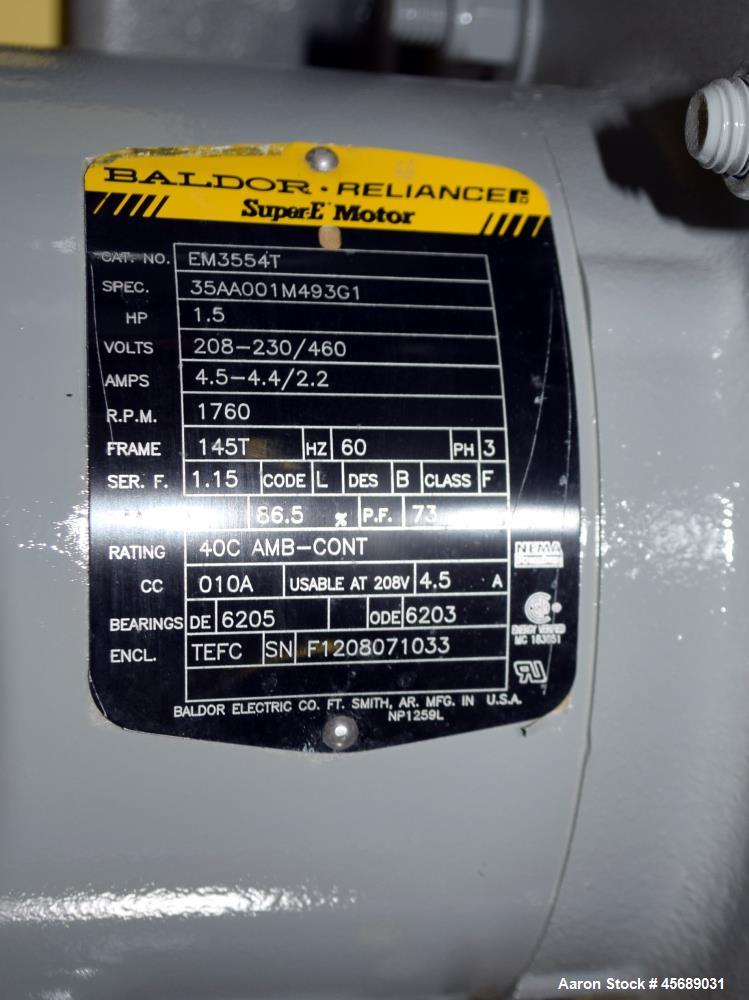 BALDOR • RELIANCE
Super-E Motor
CAT. NO. EM3554T
SPEC. 35AA001M493G1
HP 1.5
VOLTS 208-230/460
AMPS 4.5-4.4/2.2
R.P.M. 1760
FRAME 145T HZ 60 PH 3
SER. F. 1.15 CODE L DES B CLASS F
86.5 % P.F. 73
RATING 40C AMB-CONT
CC 010A USABLE AT 208V 4.5 A
BEARINGS DE 6205 ODE 6203
ENCL. TEFC SN F1208071033
NEMA
ENERGY VERIFIED
BALDOR ELECTRIC CO. FT. SMITH, AR. MFG. IN U.S.A.
NP1259L
Aaron Stock # 45689031